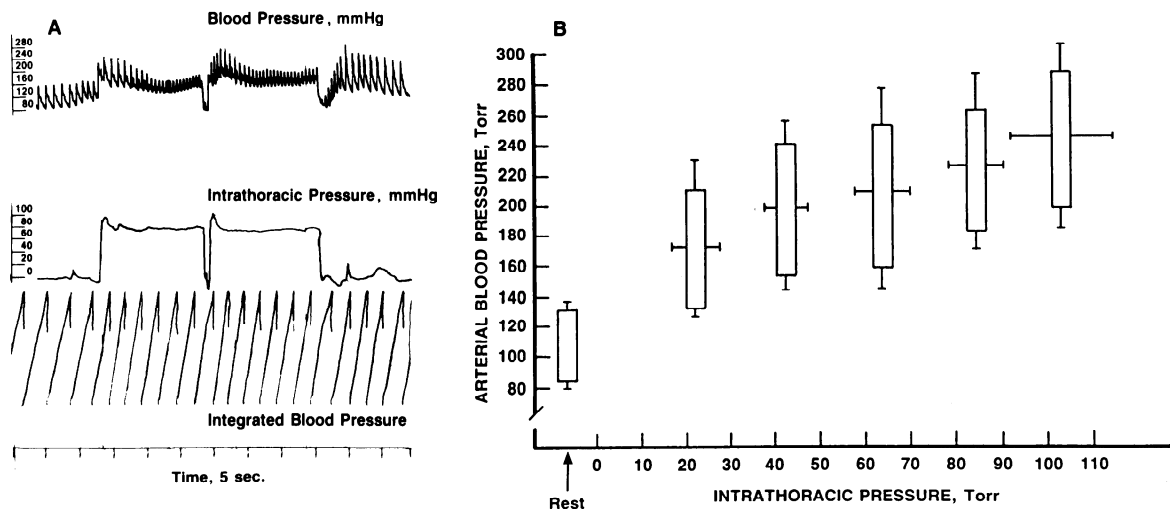 A
Blood Pressure, mmHg
280
240
200
160
120
80
Intrathoracic Pressure, mmHg
100
80
60
40
20
0
Integrated Blood Pressure
Time, 5 sec.
B
ARTERIAL BLOOD PRESSURE, Torr
300
280
260
240
220
200
180
160
140
120
100
80
0 10 20 30 40 50 60 70 80 90 100 110
Rest
INTRATHORACIC PRESSURE, Torr